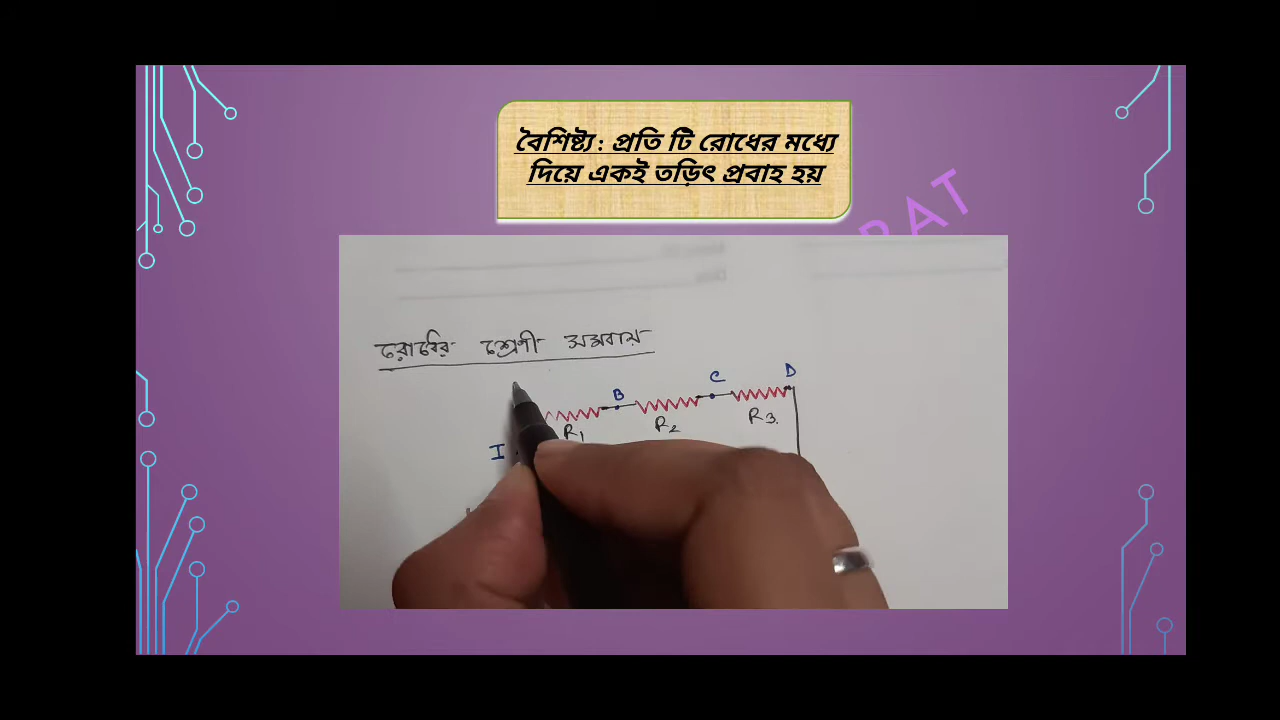 বৈশিষ্ট্য : প্রতি টি রোধের মধ্যে
দিয়ে একই তড়িৎ প্রবাহ হয়
রোধের শ্রেণী সমবায়
B
C
D
R1
R2
R3.
I